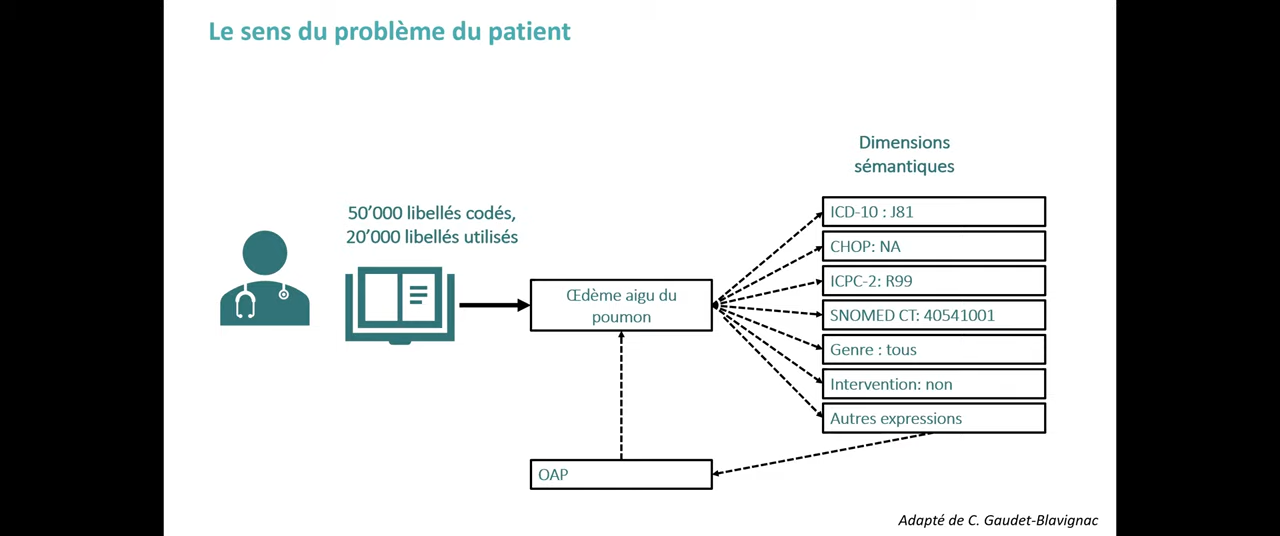 Le sens du problème du patient
Dimensions
sémantiques
50’000 libellés codés,
20’000 libellés utilisés
Œdème aigu du
poumon
ICD-10 : J81
CHOP: NA
ICPC-2: R99
SNOMED CT: 40541001
Genre : tous
Intervention: non
Autres expressions
OAP
Adapté de C. Gaudet-Blavignac